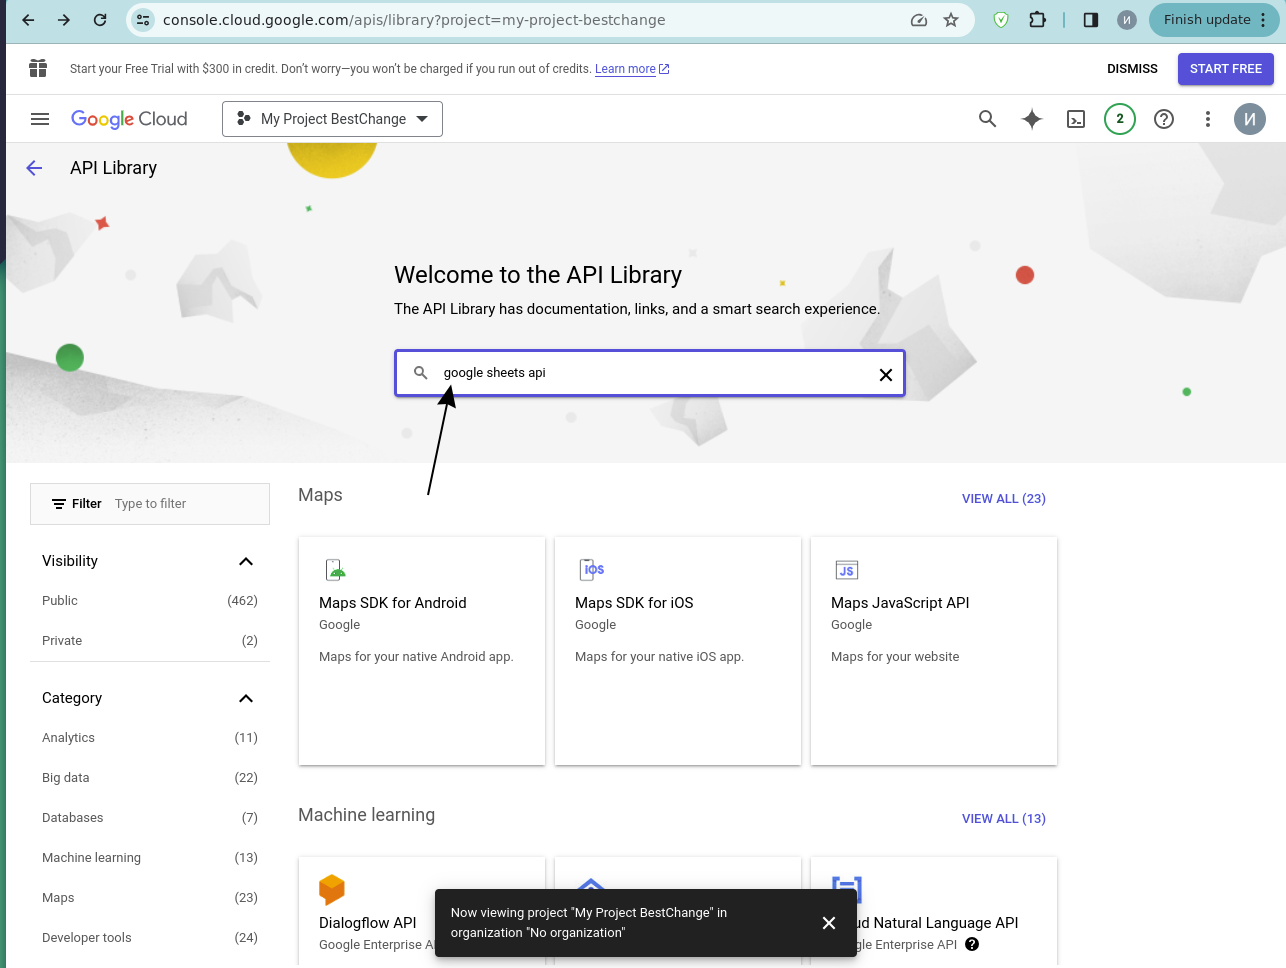 console.cloud.google.com/apis/library?project=my-project-bestchange
И
Finish update
Start your Free Trial with $300 in credit. Don't worry—you won't be charged if you run out of credits. Learn more
DISMISS
START FREE
Google Cloud
My Project BestChange
2
И
API Library
Welcome to the API Library
The API Library has documentation, links, and a smart search experience.
google sheets api
Filter Type to filter
Visibility
Public (462)
Private (2)
Category
Analytics (11)
Big data (22)
Databases (7)
Machine learning (13)
Maps (23)
Developer tools (24)
Maps
VIEW ALL (23)
Maps SDK for Android
Google
Maps for your native Android app.
iOS
Maps SDK for iOS
Google
Maps for your native iOS app.
JS
Maps JavaScript API
Google
Maps for your website
Machine learning
VIEW ALL (13)
Dialogflow API
Google Enterprise
Natural Language API
Enterprise API
Now viewing project "My Project BestChange" in
organization "No organization"